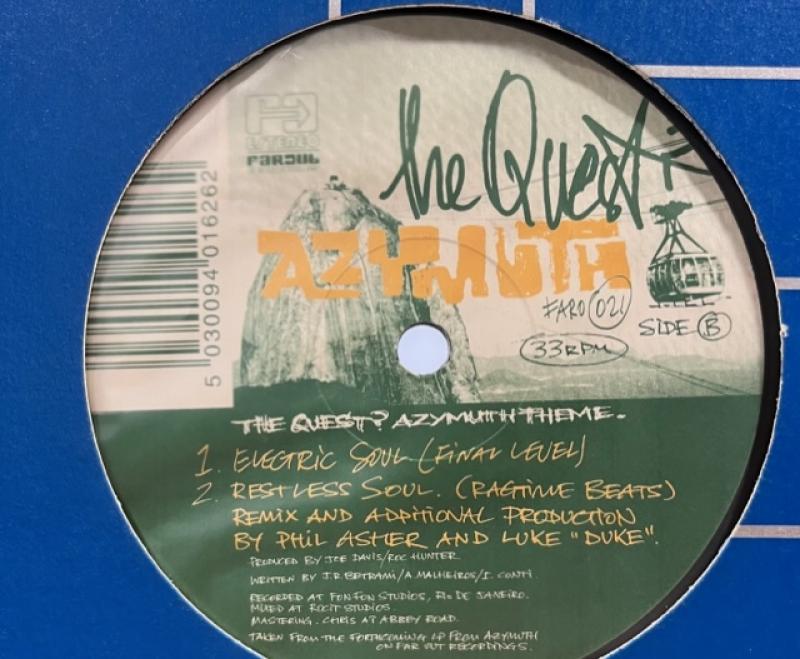 ESTEREO
FAROUT
the Quest
AZYMUTH
FARO 021
SIDE B
33RPM
5 030094 016262
THE QUEST? AZYMUTH THEME.
1. ELECTRIC SOUL (FINAL LEVEL)
2. RESTLESS SOUL. (RAGTIME BEATS)
REMIX AND ADDITIONAL PRODUCTION
BY PHIL ASHER AND LUKE "DUKE".
PRODUCED BY JOE DAVIS/ROC HUNTER
WRITTEN BY J.R BERTRAMI/A.MALHEIROS/I. CONTI.
RECORDED AT FONFON STUDIOS, RIO DE JANEIRO.
MIXED AT ROCIT STUDIOS.
MASTERING. CHRIS AT ABBEY ROAD.
TAKEN FROM THE FORTHCOMING LP FROM AZYMUTH
ON FAR OUT RECORDINGS.